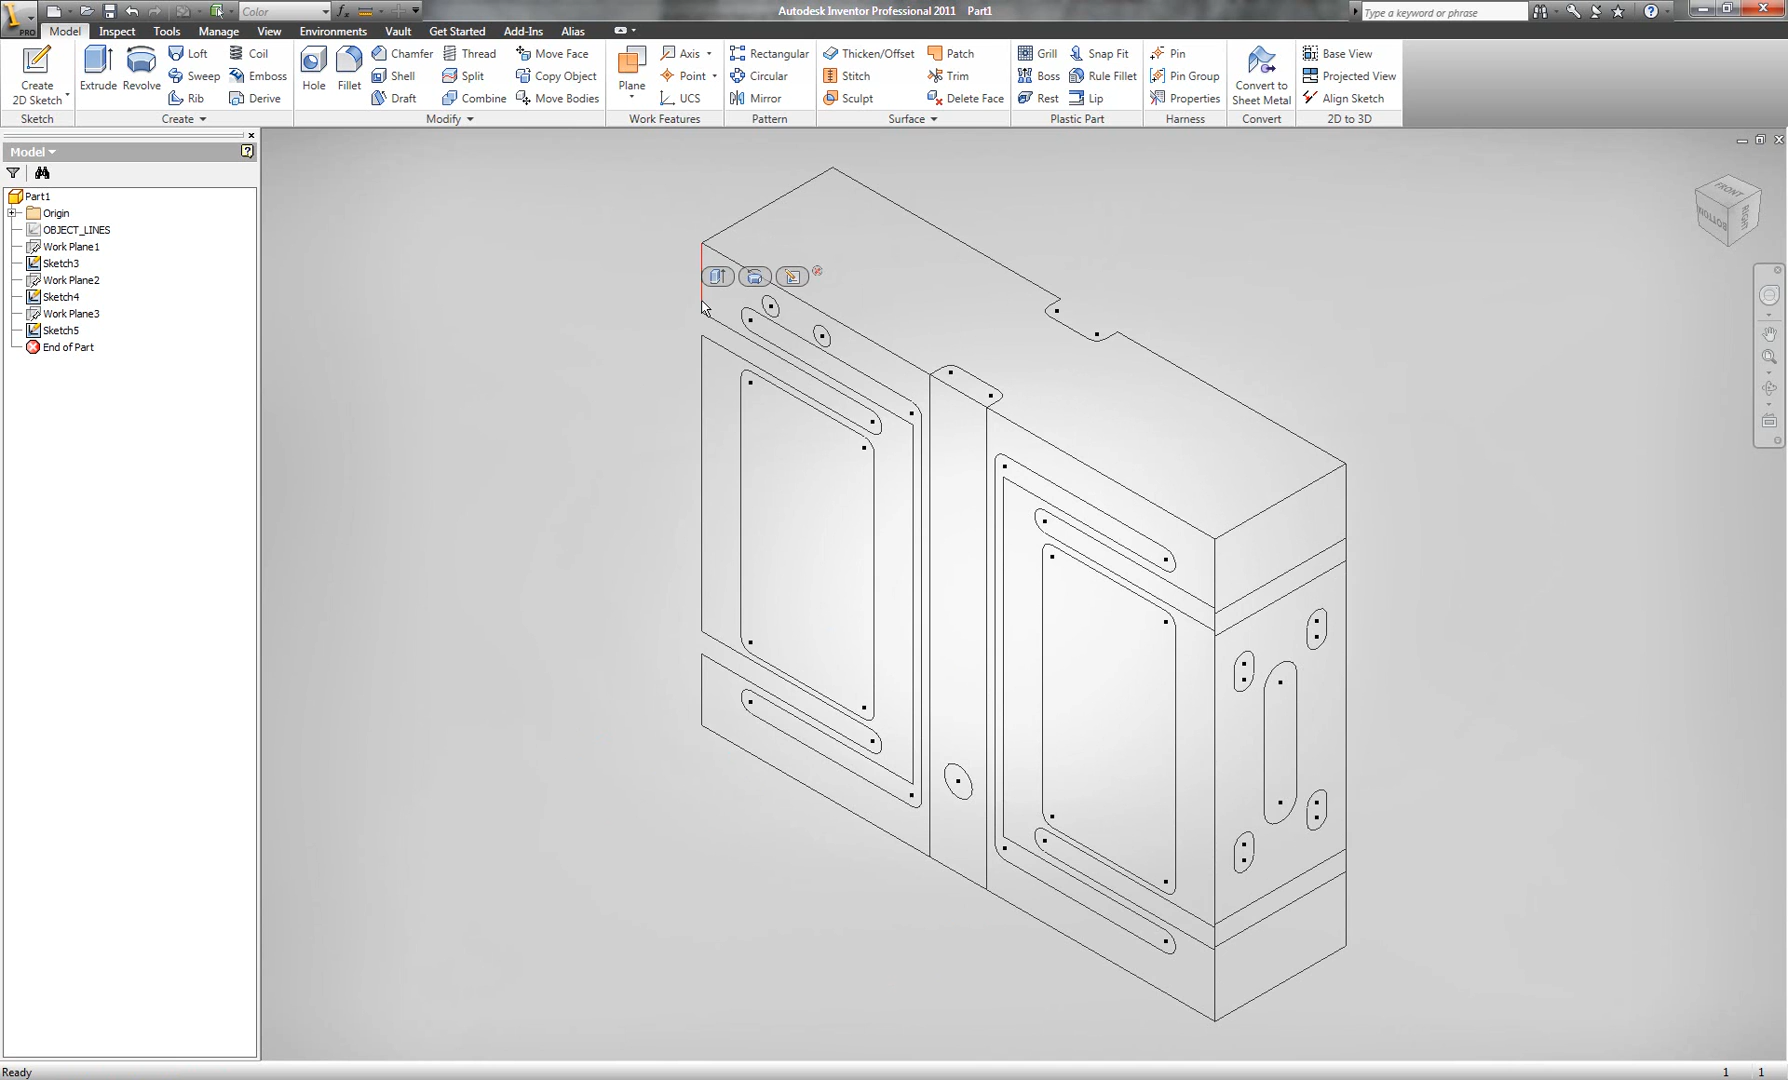 Color
Autodesk Inventor Professional 2011 Part1
Type a keyword or phrase
PRO
Model Inspect Tools Manage View Environments Vault Get Started Add-Ins Alias
Create
2D Sketch
Extrude
Revolve
Loft
Sweep
Rib
Coil
Emboss
Derive
Hole
Fillet
Chamfer
Shell
Draft
Thread
Split
Combine
Move Face
Copy Object
Move Bodies
Plane
Axis
Point
UCS
Rectangular
Circular
Mirror
Thicken/Offset
Stitch
Sculpt
Patch
Trim
Delete Face
Grill
Boss
Rest
Snap Fit
Rule Fillet
Lip
Pin
Pin Group
Properties
Convert to
Sheet Metal
Base View
Projected View
Align Sketch
Sketch Create Modify Work Features Pattern Surface Plastic Part Harness Convert 2D to 3D
Model
Part1
Origin
OBJECT_LINES
Work Plane1
Sketch3
Work Plane2
Sketch4
Work Plane3
Sketch5
End of Part
FRONT
BOTTOM
RIGHT
Ready
1 1